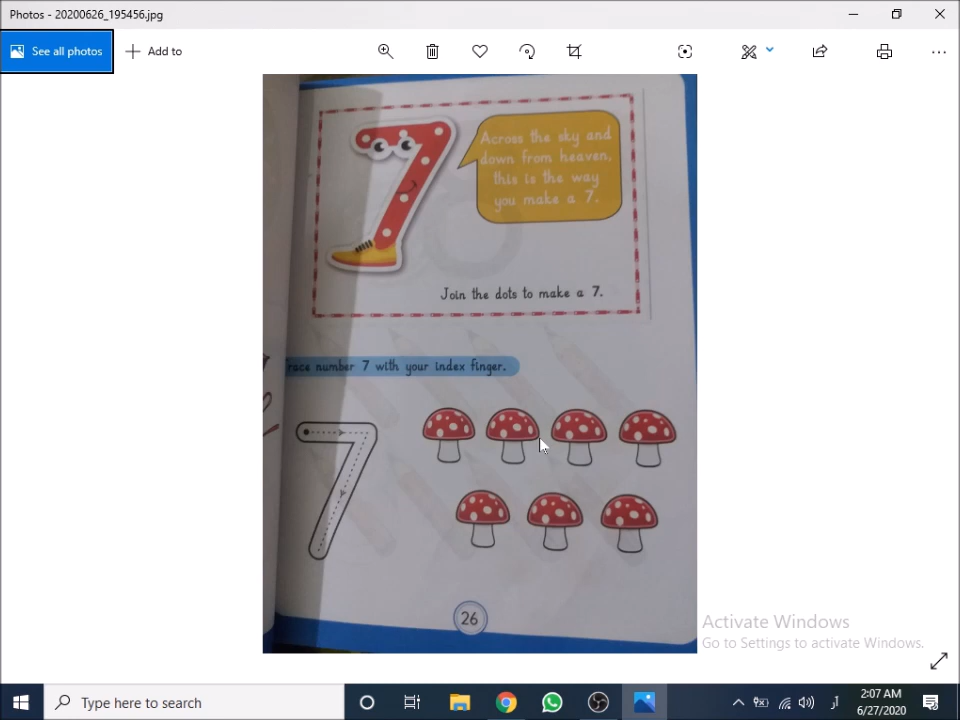 Photos - 20200626_195456.jpg
See all photos
Add to
Across the sky and
down from heaven,
this is the way
you make a 7.
Join the dots to make a 7.
race number 7 with your index finger.
26
Activate Windows
Go to Settings to activate Windows.
Type here to search
2:07 AM
6/27/2020